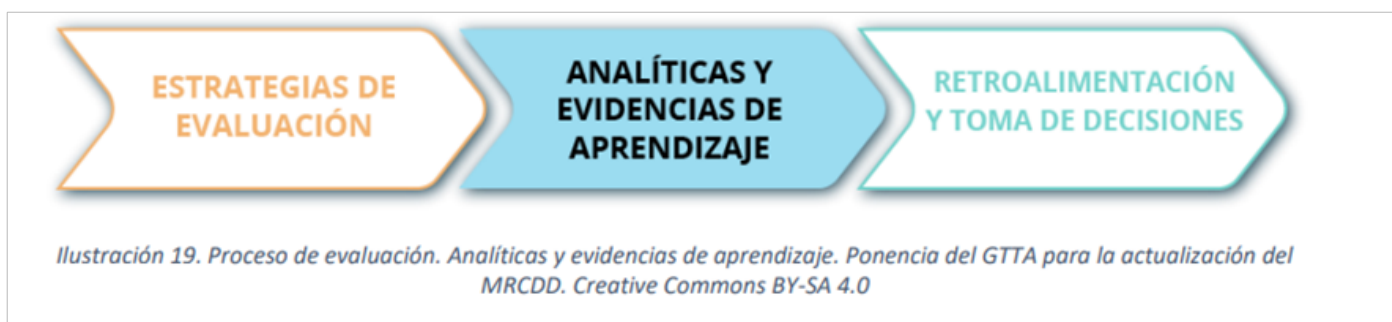 ESTRATEGIAS DE
EVALUACIÓN
ANALÍTICAS Y
EVIDENCIAS DE
APRENDIZAJE
RETROALIMENTACIÓN
Y TOMA DE DECISIONES
Ilustración 19. Proceso de evaluación. Analíticas y evidencias de aprendizaje. Ponencia del GTTA para la actualización del
MRCDD. Creative Commons BY-SA 4.0